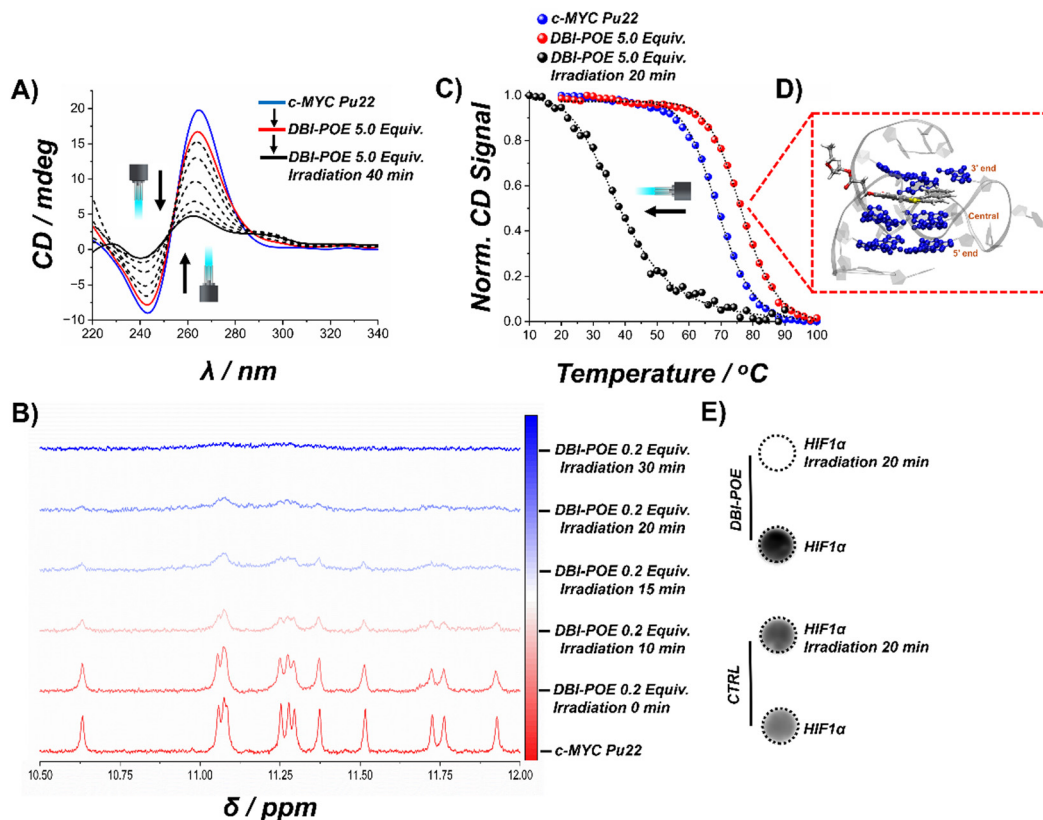 A)
c-MYC Pu22
DBI-POE 5.0 Equiv.
DBI-POE 5.0 Equiv.
Irradiation 40 min
CD / mdeg
20
15
10
5
0
−5
−10
220 240 260 280 300 320 340
λ / nm
c-MYC Pu22
DBI-POE 5.0 Equiv.
DBI-POE 5.0 Equiv.
Irradiation 20 min
C)
Norm. CD Signal
1.0
0.8
0.6
0.4
0.2
0.0
10 20 30 40 50 60 70 80 90 100
Temperature / °C
D)
3' end
Central
5' end
B)
DBI-POE 0.2 Equiv.
Irradiation 30 min
DBI-POE 0.2 Equiv.
Irradiation 20 min
DBI-POE 0.2 Equiv.
Irradiation 15 min
DBI-POE 0.2 Equiv.
Irradiation 10 min
DBI-POE 0.2 Equiv.
Irradiation 0 min
c-MYC Pu22
10.50 10.75 11.00 11.25 11.50 11.75 12.00
δ / ppm
E)
DBI-POE
HIF1α
Irradiation 20 min
HIF1α
CTRL
HIF1α
Irradiation 20 min
HIF1α